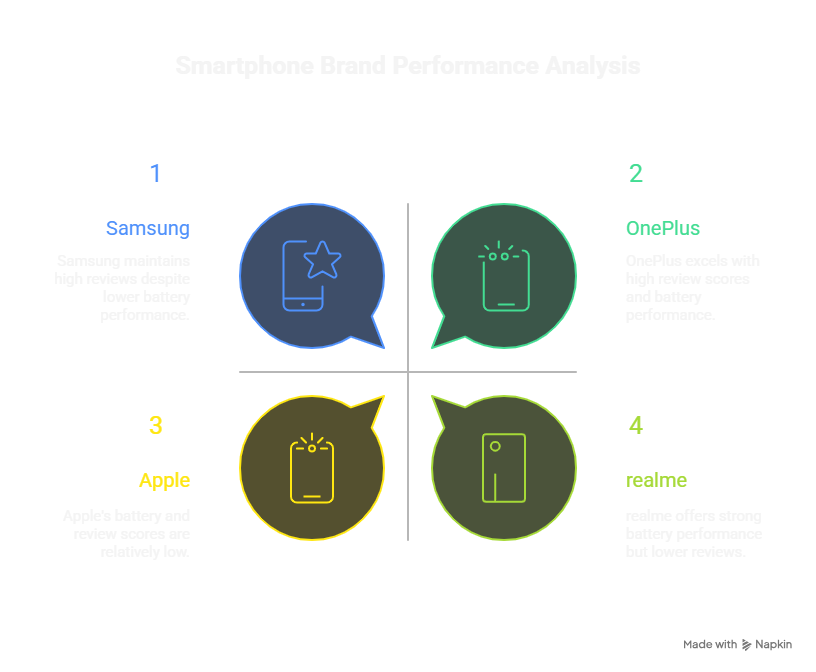 Smartphone Brand Performance Analysis
1
Samsung
Samsung maintains
high reviews despite
lower battery
performance.
2
OnePlus
OnePlus excels with
high review scores
and battery
performance.
3
Apple
Apple's battery and
review scores are
relatively low.
4
realme
realme offers strong
battery performance
but lower reviews.
Made with Napkin